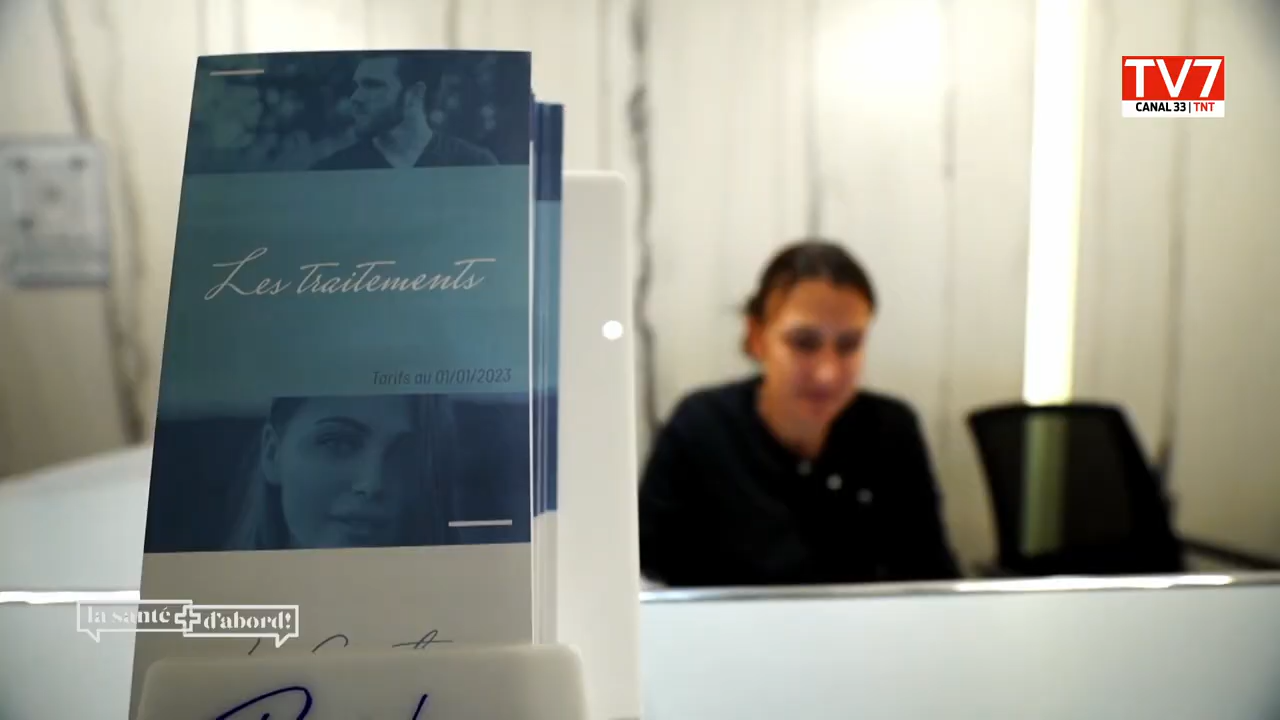 TV7
CANAL 33 | TNT
Les traitements
Tarifs au 01/01/2023
la santé + d'abord!